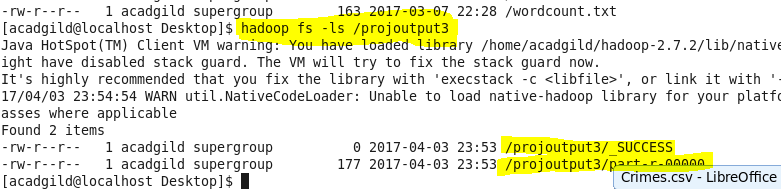 -rw-r--r-- 1 acadgild supergroup 163 2017-03-07 22:28 /wordcount.txt
[acadgild@localhost Desktop]$ hadoop fs -ls /projoutput3
Java HotSpot(TM) Client VM warning: You have loaded library /home/acadgild/hadoop-2.7.2/lib/native
ight have disabled stack guard. The VM will try to fix the stack guard now.
It's highly recommended that you fix the library with 'execstack -c <libfile>', or link it with '-
17/04/03 23:54:54 WARN util.NativeCodeLoader: Unable to load native-hadoop library for your platfo
asses where applicable
Found 2 items
-rw-r--r-- 1 acadgild supergroup 0 2017-04-03 23:53 /projoutput3/_SUCCESS
-rw-r--r-- 1 acadgild supergroup 177 2017-04-03 23:53 /projoutput3/part-r-00000
[acadgild@localhost Desktop]$
Crimes.csv - LibreOffice